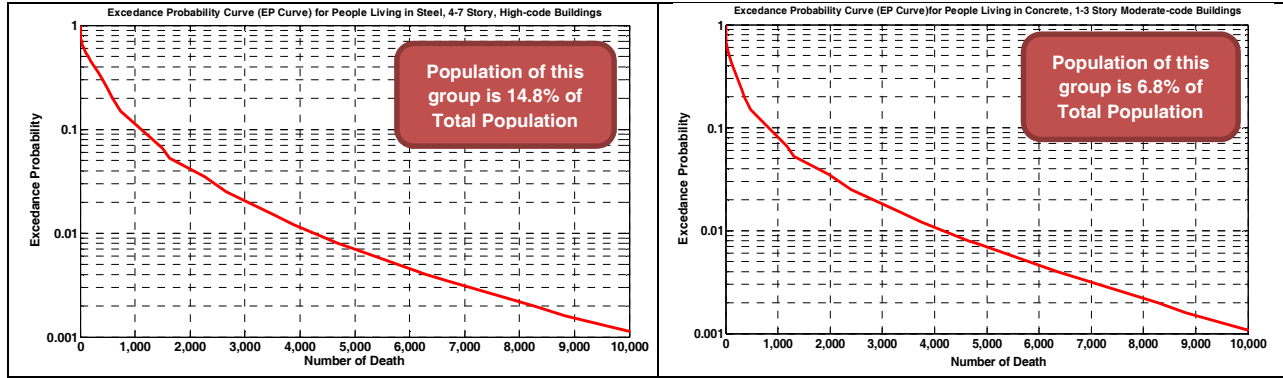 Excedance Probability Curve (EP Curve) for People Living in Steel, 4-7 Story, High-code Buildings
1
0.1
0.01
0.001
Excedance Probability
Population of this
group is 14.8% of
Total Population
0
1,000
2,000
3,000
4,000
5,000
6,000
7,000
8,000
9,000
10,000
Number of Death
Excedance Probability Curve (EP Curve)for People Living in Concrete, 1-3 Story Moderate-code Buildings
1
0.1
0.01
0.001
Excedance Probability
Population of this
group is 6.8% of
Total Population
0
1,000
2,000
3,000
4,000
5,000
6,000
7,000
8,000
9,000
10,000
Number of Death